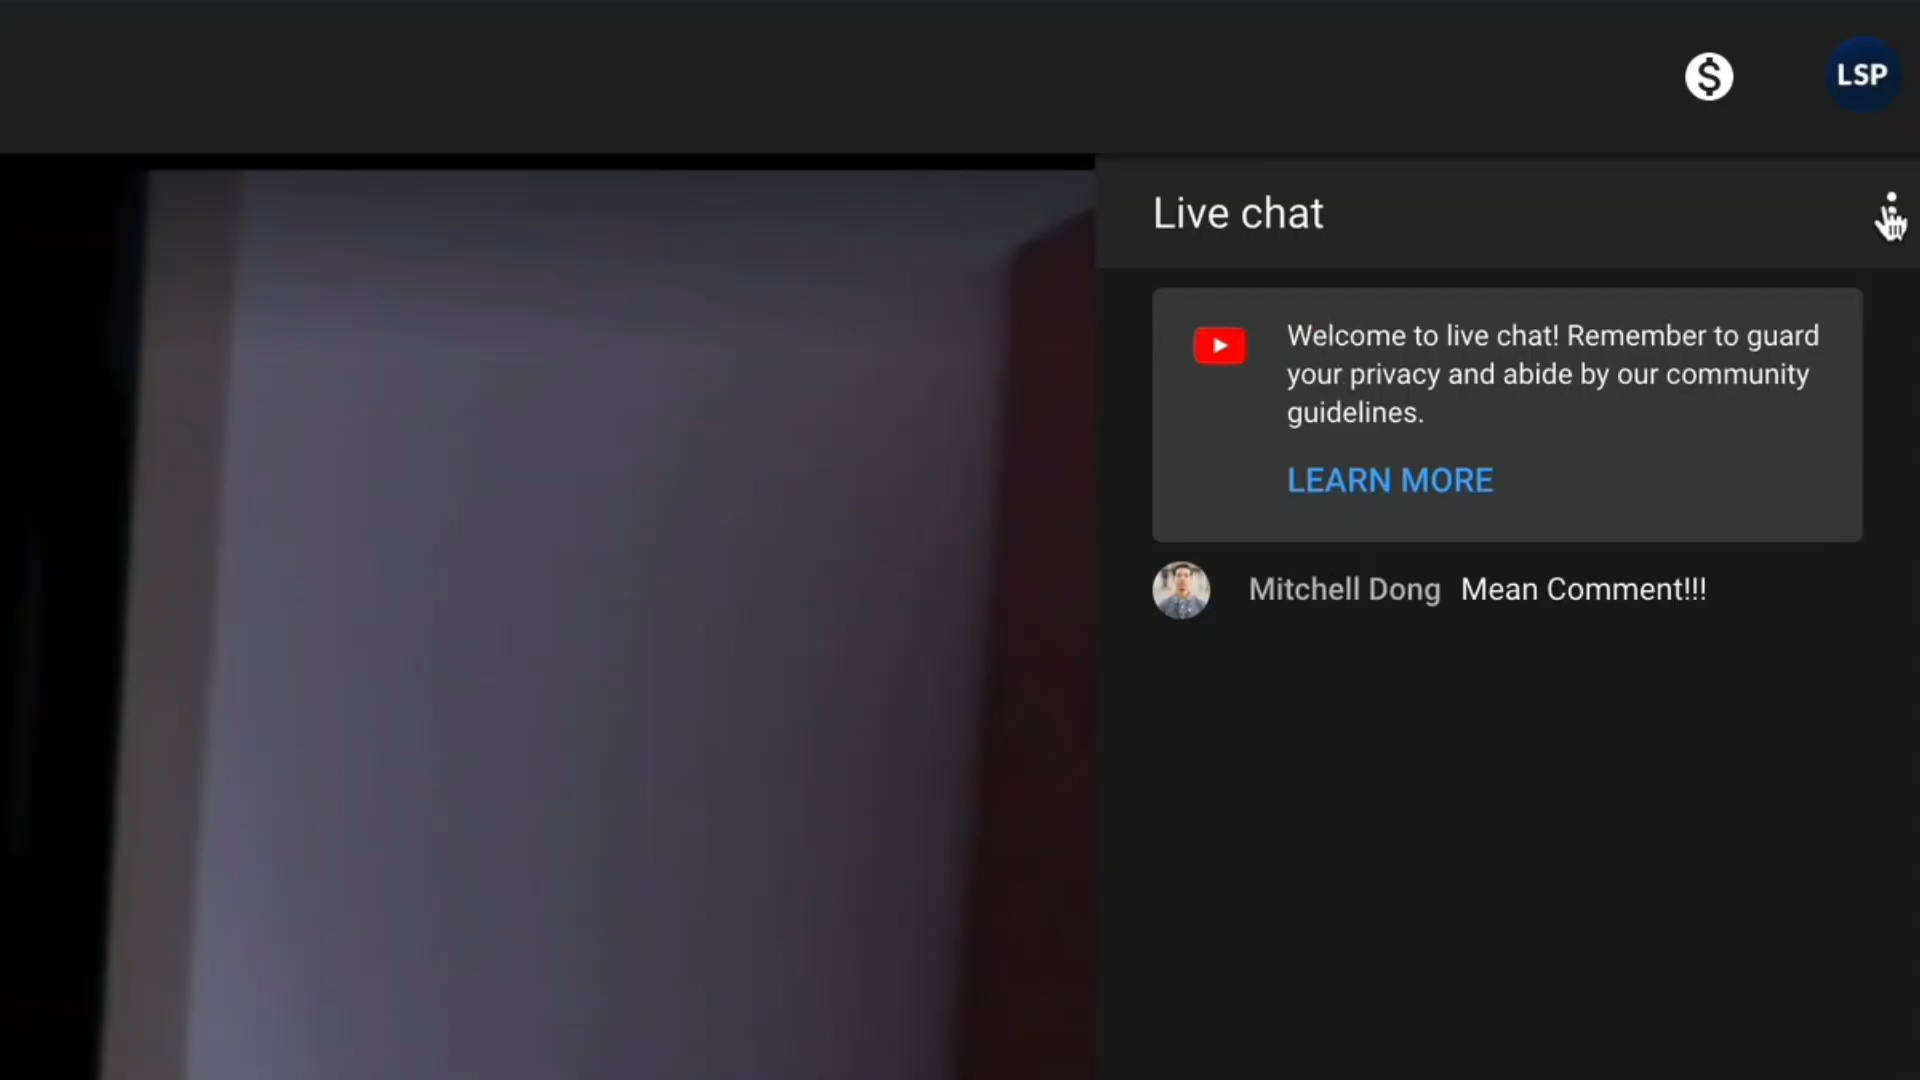 LSP
Live chat
Welcome to live chat! Remember to guard
your privacy and abide by our community
guidelines.
LEARN MORE
Mitchell Dong Mean Comment!!!